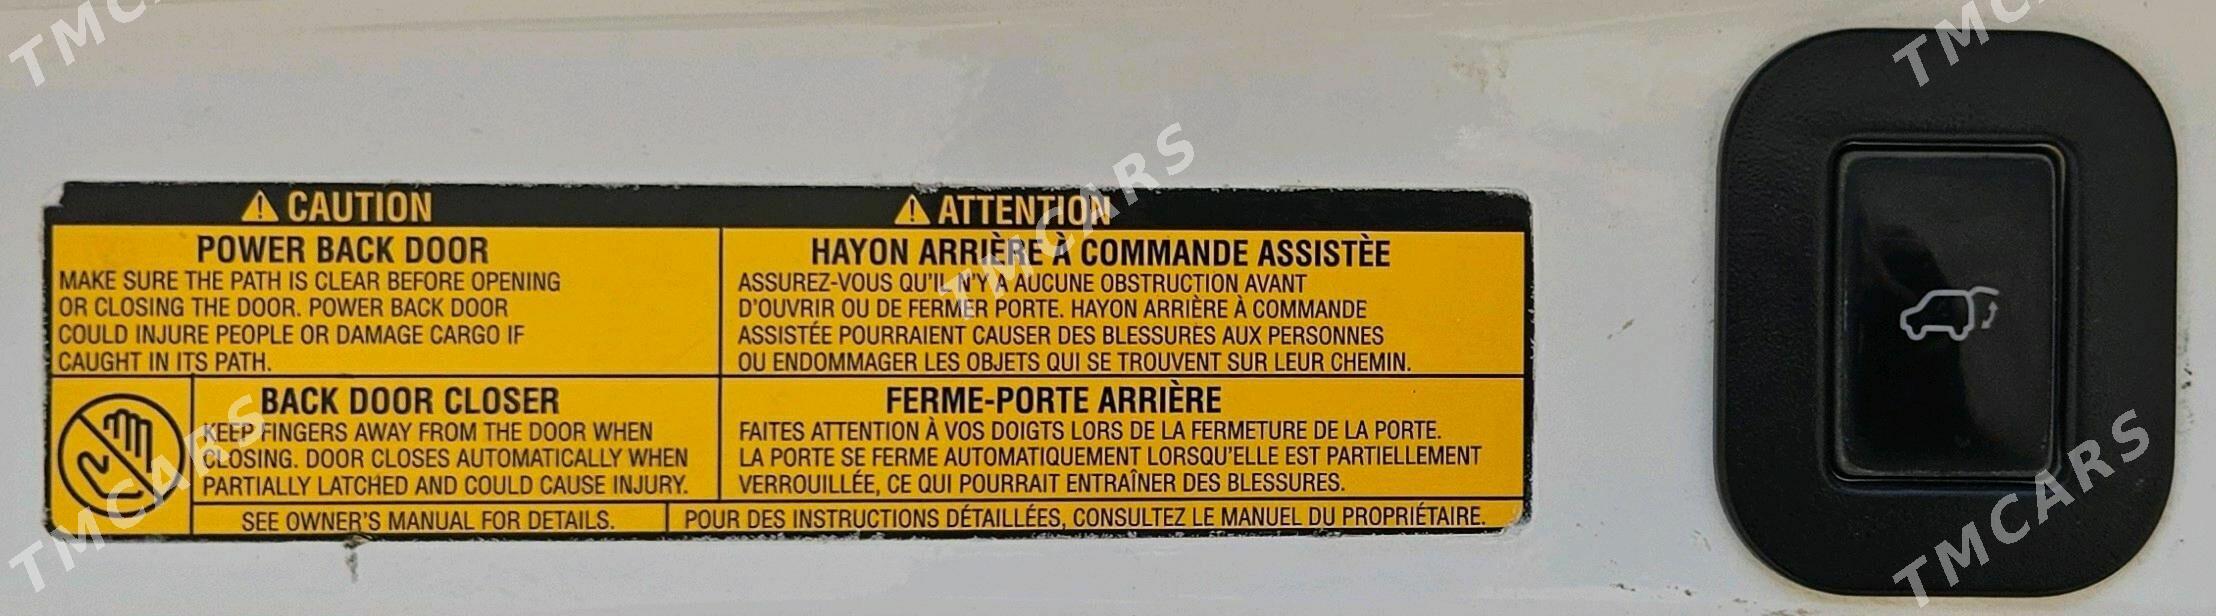 CAUTION
POWER BACK DOOR
MAKE SURE THE PATH IS CLEAR BEFORE OPENING
OR CLOSING THE DOOR. POWER BACK DOOR
COULD INJURE PEOPLE OR DAMAGE CARGO IF
CAUGHT IN ITS PATH.
BACK DOOR CLOSER
KEEP FINGERS AWAY FROM THE DOOR WHEN
CLOSING. DOOR CLOSES AUTOMATICALLY WHEN
PARTIALLY LATCHED AND COULD CAUSE INJURY.
SEE OWNER'S MANUAL FOR DETAILS.
ATTENTION
HAYON ARRIÈRE À COMMANDE ASSISTÈE
ASSUREZ-VOUS QU'IL N'Y A AUCUNE OBSTRUCTION AVANT
D'OUVRIR OU DE FERMER PORTE. HAYON ARRIÈRE À COMMANDE
ASSISTÉE POURRAIENT CAUSER DES BLESSURES AUX PERSONNES
OU ENDOMMAGER LES OBJETS QUI SE TROUVENT SUR LEUR CHEMIN.
FERME-PORTE ARRIÈRE
FAITES ATTENTION À VOS DOIGTS LORS DE LA FERMETURE DE LA PORTE.
LA PORTE SE FERME AUTOMATIQUEMENT LORSQU'ELLE EST PARTIELLEMENT
VERROUILLÉE, CE QUI POURRAIT ENTRAÎNER DES BLESSURES.
POUR DES INSTRUCTIONS DÉTAILLÉES, CONSULTEZ LE MANUEL DU PROPRIÉTAIRE.
TMCARS
TMCARS
TMCARS
TMCARS
TMCARS